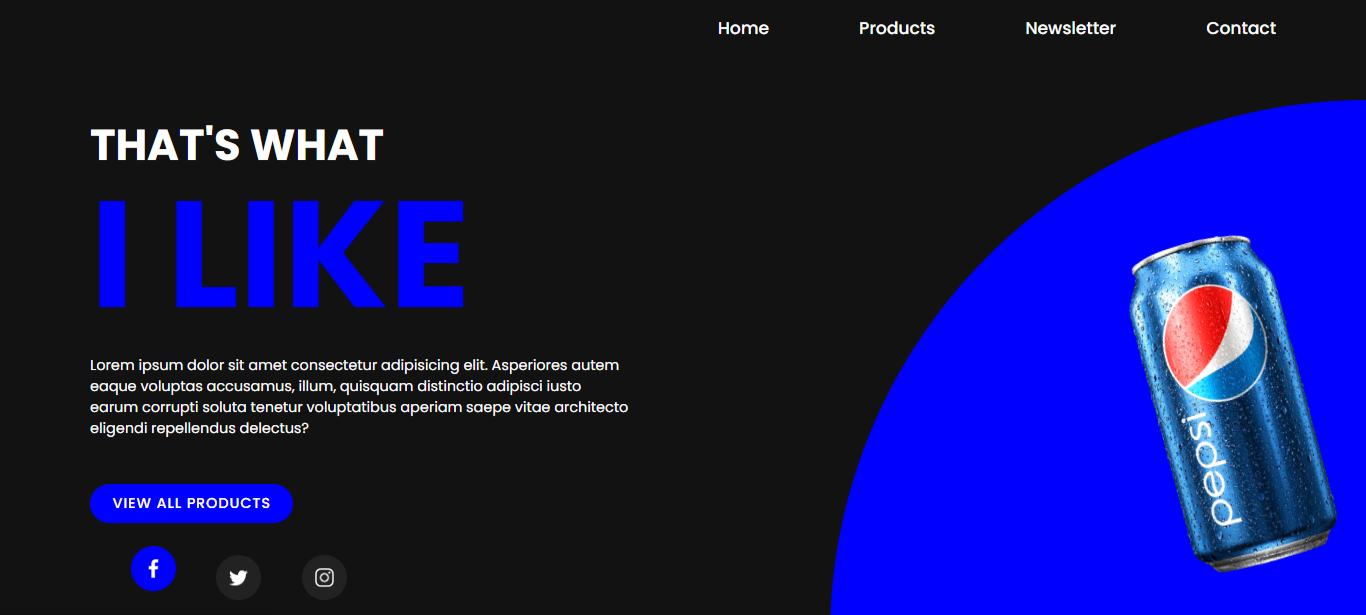 Home Products Newsletter Contact
THAT'S WHAT
I LIKE
Lorem ipsum dolor sit amet consectetur adipisicing elit. Asperiores autem
eaque voluptas accusamus, illum, quisquam distinctio adipisci iusto
earum corrupti soluta tenetur voluptatibus aperiam saepe vitae architecto
eligendi repellendus delectus?
VIEW ALL PRODUCTS
pepsi